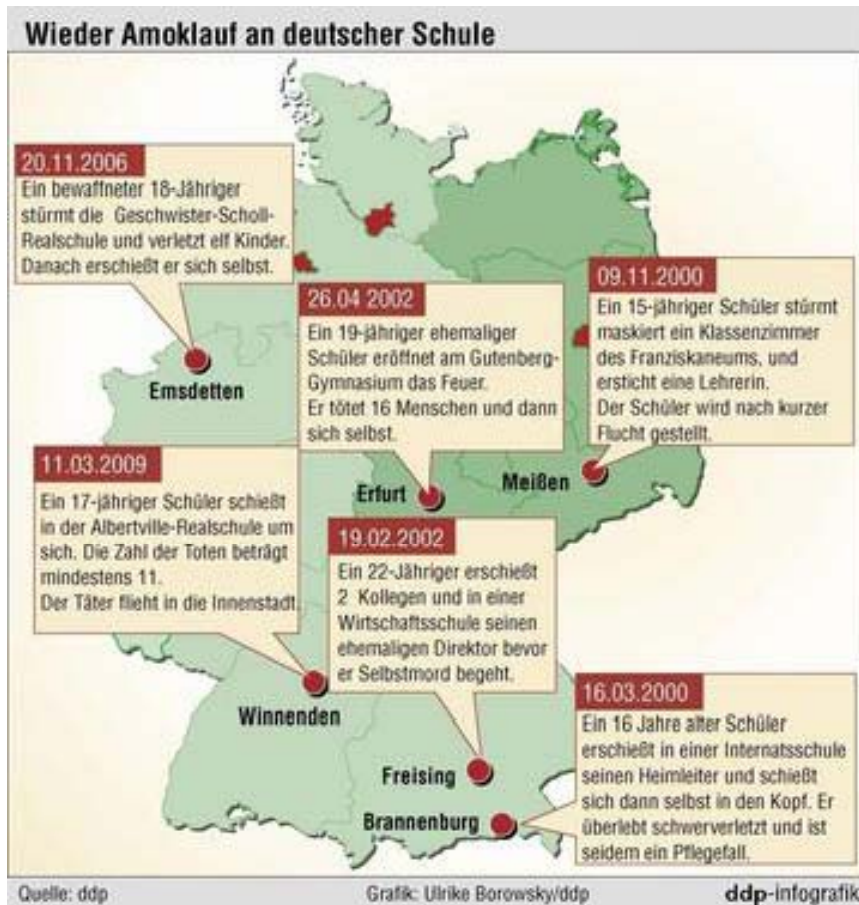 Wieder Amoklauf an deutscher Schule
20.11.2006
Ein bewaffneter 18-Jähriger
stürmt die Geschwister-Scholl-
Realschule und verletzt elf Kinder.
Danach erschießt er sich selbst.
Emsdetten
26.04 2002
Ein 19-jähriger ehemaliger
Schüler eröffnet am Gutenberg-
Gymnasium das Feuer.
Er tötet 16 Menschen und dann
sich selbst.
Erfurt
09.11.2000
Ein 15-jähriger Schüler stürmt
maskiert ein Klassenzimmer
des Franziskaneums, und
ersticht eine Lehrerin.
Der Schüler wird nach kurzer
Flucht gestellt.
Meißen
11.03.2009
Ein 17-jähriger Schüler schießt
in der Albertville-Realschule um
sich. Die Zahl der Toten beträgt
mindestens 11.
Der Täter flieht in die Innenstadt.
Winnenden
19.02.2002
Ein 22-Jähriger erschießt
2 Kollegen und in einer
Wirtschaftsschule seinen
ehemaligen Direktor bevor
er Selbstmord begeht.
Freising
16.03.2000
Ein 16 Jahre alter Schüler
erschießt in einer Internatsschule
seinen Heimleiter und schießt
sich dann selbst in den Kopf. Er
überlebt schwerverletzt und ist
seidem ein Pflegefall.
Brannenburg
Quelle: ddp
Grafik: Ulrike Borowsky/ddp
ddp-infografik